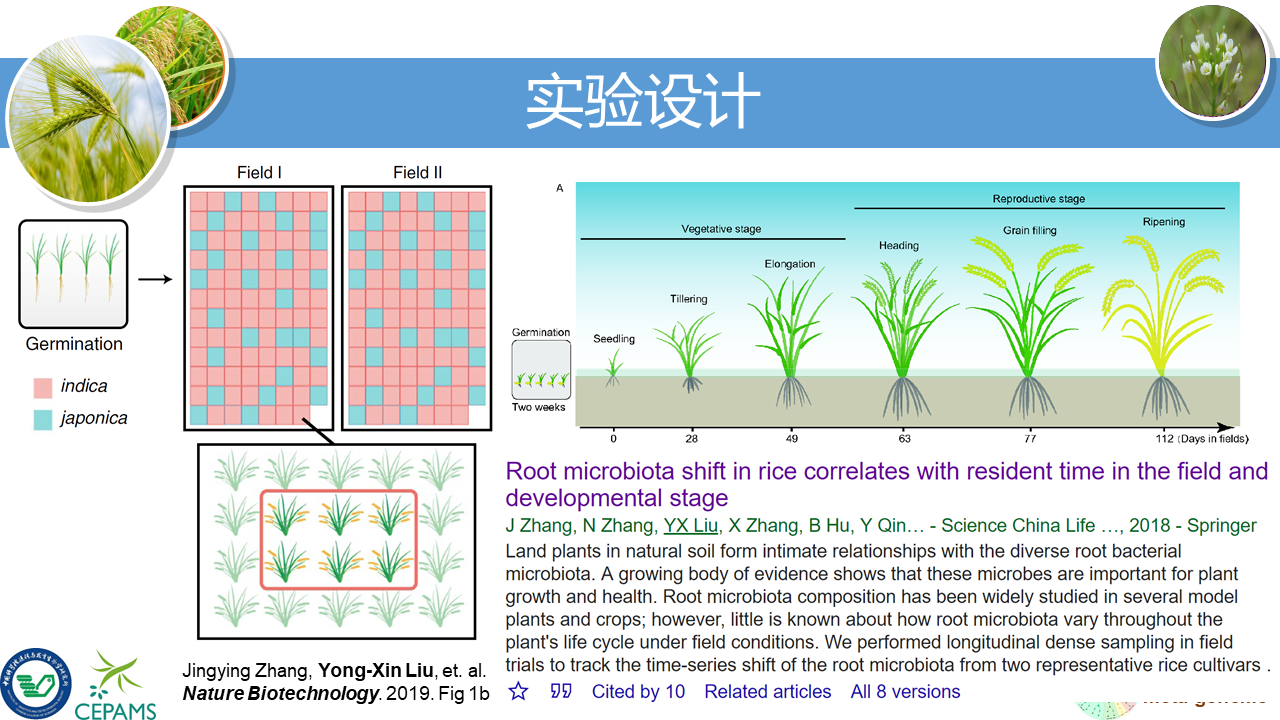 实验设计
Field I
Field II
Germination
indica
japonica
Jingying Zhang, Yong-Xin Liu, et. al.
Nature Biotechnology. 2019. Fig 1b
CEPAMS
A
Reproductive stage
Vegetative stage
Ripening
Grain filling
Heading
Elongation
Tillering
Seedling
Germination
Two weeks
0 28 49 63 77 112 (Days in fields)
Root microbiota shift in rice correlates with resident time in the field and
developmental stage
J Zhang, N Zhang, YX Liu, X Zhang, B Hu, Y Qin… - Science China Life …, 2018 - Springer
Land plants in natural soil form intimate relationships with the diverse root bacterial
microbiota. A growing body of evidence shows that these microbes are important for plant
growth and health. Root microbiota composition has been widely studied in several model
plants and crops; however, little is known about how root microbiota vary throughout the
plant's life cycle under field conditions. We performed longitudinal dense sampling in field
trials to track the time-series shift of the root microbiota from two representative rice cultivars .
Cited by 10 Related articles All 8 versions